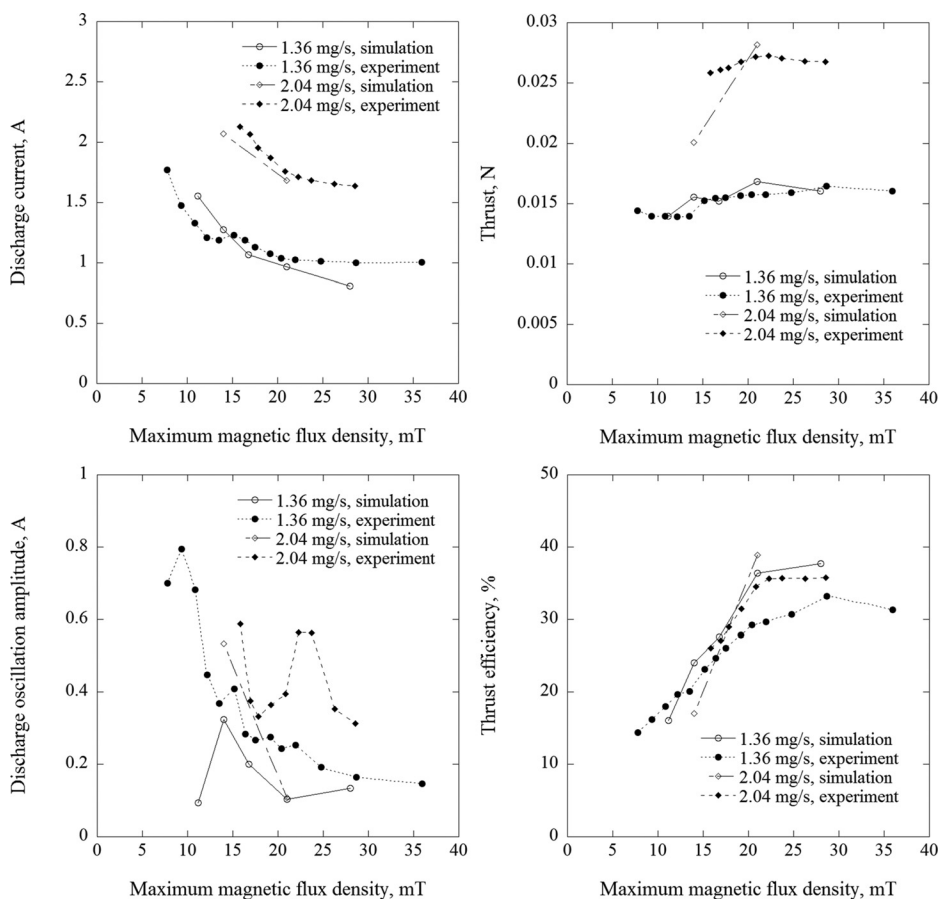 3
2.5
2
1.5
1
0.5
0
Discharge current, A
1.36 mg/s, simulation
1.36 mg/s, experiment
2.04 mg/s, simulation
2.04 mg/s, experiment
0 5 10 15 20 25 30 35 40
Maximum magnetic flux density, mT
0.03
0.025
0.02
0.015
0.01
0.005
0
Thrust, N
1.36 mg/s, simulation
1.36 mg/s, experiment
2.04 mg/s, simulation
2.04 mg/s, experiment
0 5 10 15 20 25 30 35 40
Maximum magnetic flux density, mT
1
0.8
0.6
0.4
0.2
0
Discharge oscillation amplitude, A
1.36 mg/s, simulation
1.36 mg/s, experiment
2.04 mg/s, simulation
2.04 mg/s, experiment
0 5 10 15 20 25 30 35 40
Maximum magnetic flux density, mT
50
40
30
20
10
0
Thrust efficiency, %
1.36 mg/s, simulation
1.36 mg/s, experiment
2.04 mg/s, simulation
2.04 mg/s, experiment
0 5 10 15 20 25 30 35 40
Maximum magnetic flux density, mT